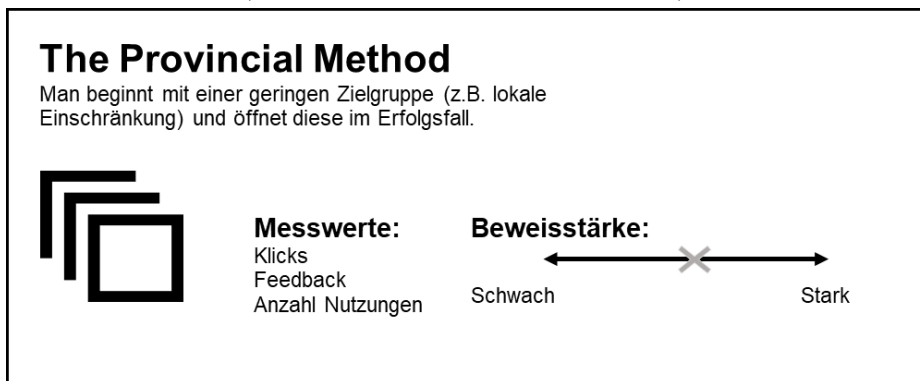 The Provincial Method
Man beginnt mit einer geringen Zielgruppe (z.B. lokale
Einschränkung) und öffnet diese im Erfolgsfall.
Messwerte:
Klicks
Feedback
Anzahl Nutzungen
Beweisstärke:
Schwach
Stark